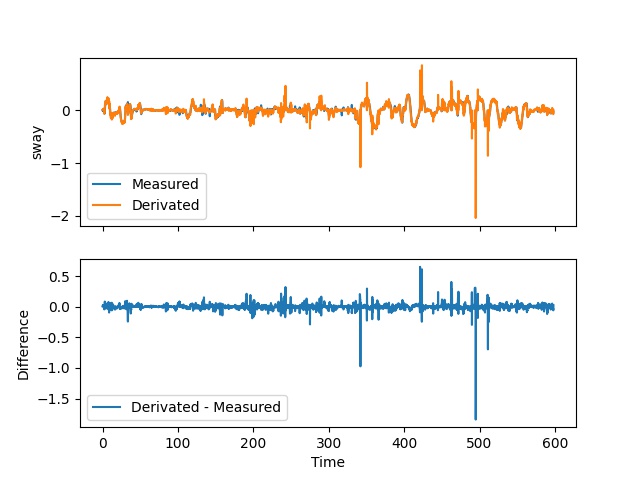 0
−1
−2
sway
Measured
Derivated
0.5
0.0
−0.5
−1.0
−1.5
Difference
Derivated - Measured
0 100 200 300 400 500 600
Time